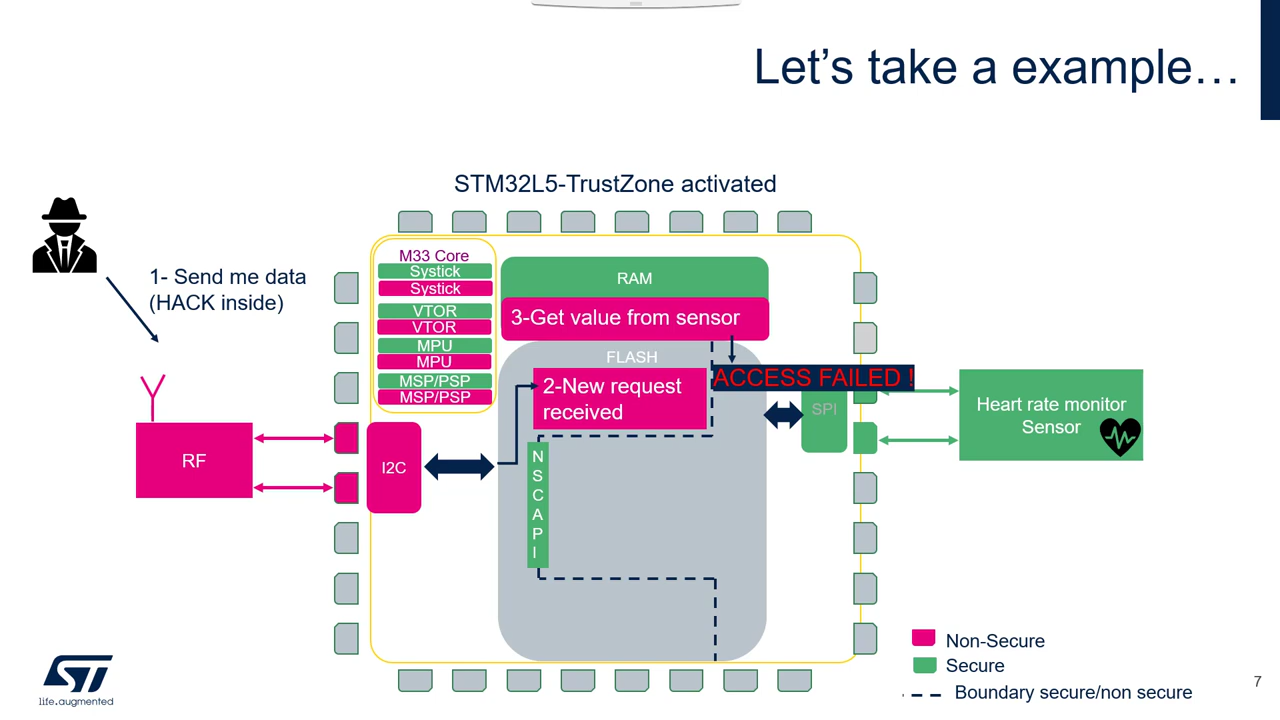 Let's take a example…
STM32L5-TrustZone activated
1- Send me data
(HACK inside)
M33 Core
Systick
Systick
VTOR
VTOR
MPU
MPU
MSP/PSP
MSP/PSP
RAM
3-Get value from sensor
FLASH
2-New request
received
ACCESS FAILED !
SPI
Heart rate monitor
Sensor
RF
I2C
N
S
C
A
P
I
Non-Secure
Secure
Boundary secure/non secure
ST
life.augmented
7